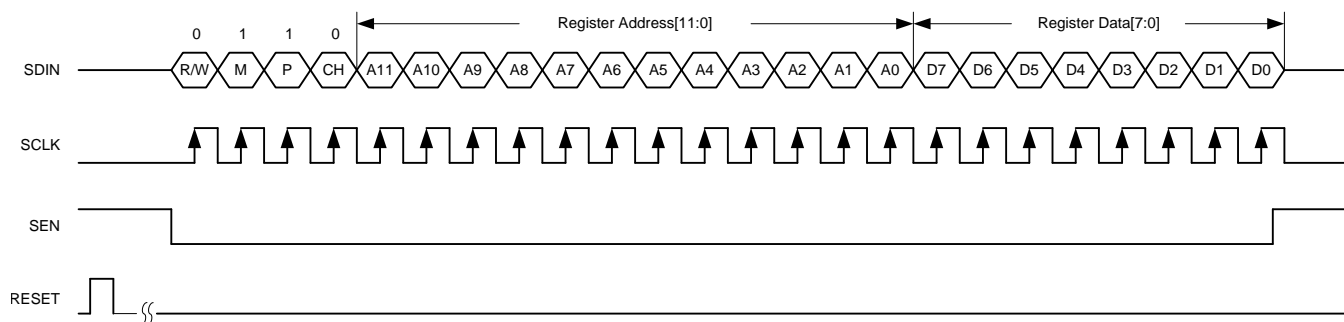 Register Address[11:0] Register Data[7:0]
0 1 1 0
SDIN R/W M P CH A11 A10 A9 A8 A7 A6 A5 A4 A3 A2 A1 A0 D7 D6 D5 D4 D3 D2 D1 D0
SCLK
SEN
RESET